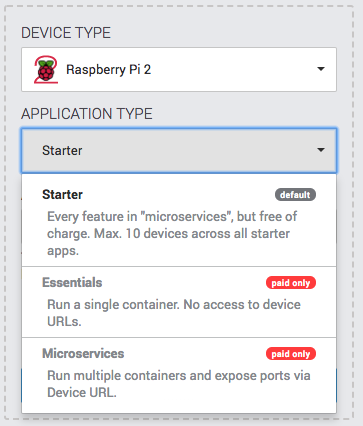 DEVICE TYPE
Raspberry Pi 2
APPLICATION TYPE
Starter
Starter default
Every feature in "microservices", but free of
charge. Max. 10 devices across all starter
apps.
Essentials paid only
Run a single container. No access to device
URLs.
Microservices paid only
Run multiple containers and expose ports via
Device URL.